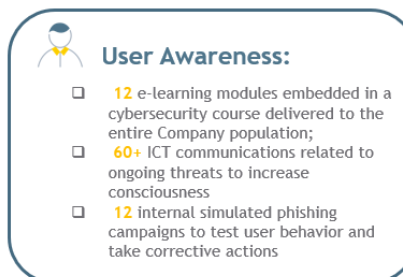 User Awareness:
❑ 12 e-learning modules embedded in a
cybersecurity course delivered to the
entire Company population;
❑ 60+ ICT communications related to
ongoing threats to increase
consciousness
❑ 12 internal simulated phishing
campaigns to test user behavior and
take corrective actions